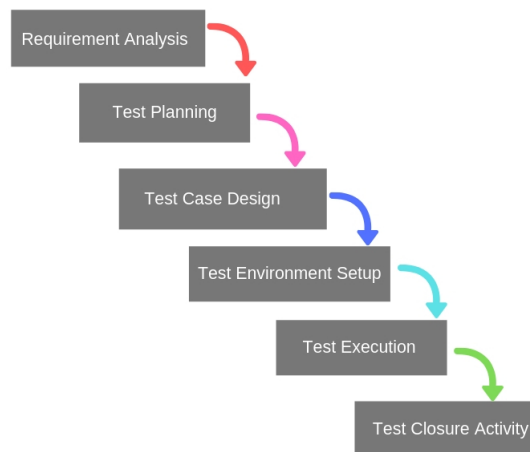 Requirement Analysis
Test Planning
Test Case Design
Test Environment Setup
Test Execution
Test Closure Activity